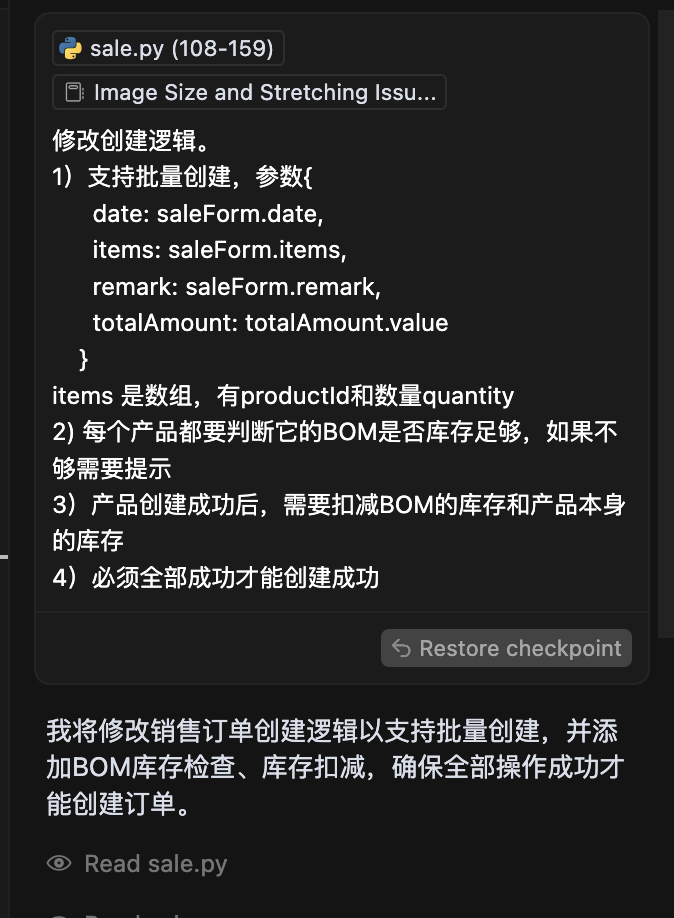 sale.py (108-159)
Image Size and Stretching Issu...
修改创建逻辑。
1）支持批量创建，参数{
date: saleForm.date,
items: saleForm.items,
remark: saleForm.remark,
totalAmount: totalAmount.value
}
items 是数组，有productId和数量quantity
2) 每个产品都要判断它的BOM是否库存足够，如果不
够需要提示
3）产品创建成功后，需要扣减BOM的库存和产品本身
的库存
4）必须全部成功才能创建成功
Restore checkpoint
我将修改销售订单创建逻辑以支持批量创建，并添
加BOM库存检查、库存扣减，确保全部操作成功才
能创建订单。
Read sale.py